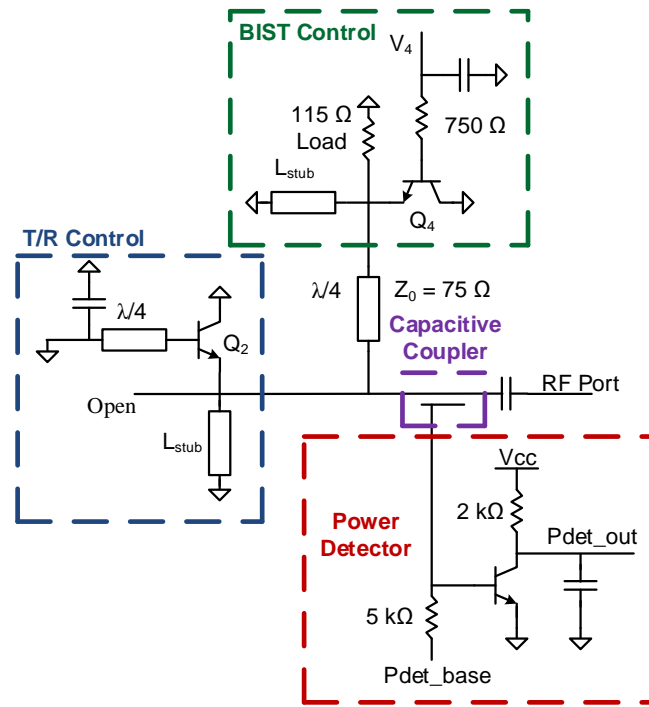 BIST Control
V4
115 Ω
Load
750 Ω
Lstub
Q4
T/R Control
λ/4
Q2
λ/4
Z0 = 75 Ω
Capacitive
Coupler
RF Port
Open
Lstub
Vcc
2 kΩ
Power
Detector
Pdet_out
5 kΩ
Pdet_base